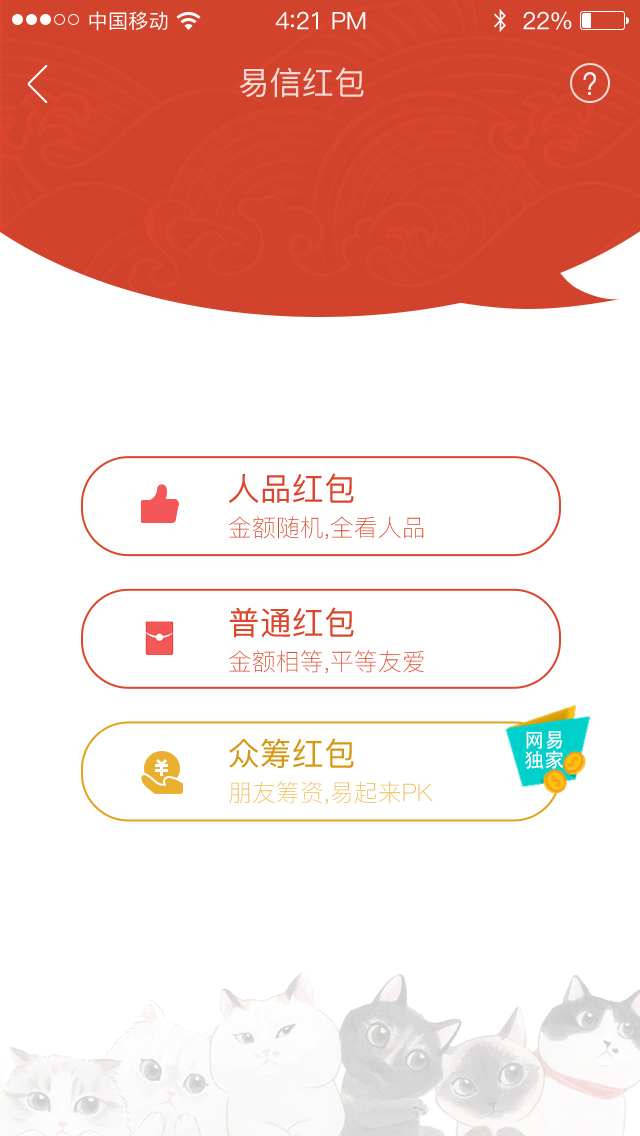 中国移动 4:21 PM 22%
易信红包 ?
人品红包
金额随机,全看人品
普通红包
金额相等,平等友爱
众筹红包
朋友筹资,易起来PK
网易
独家